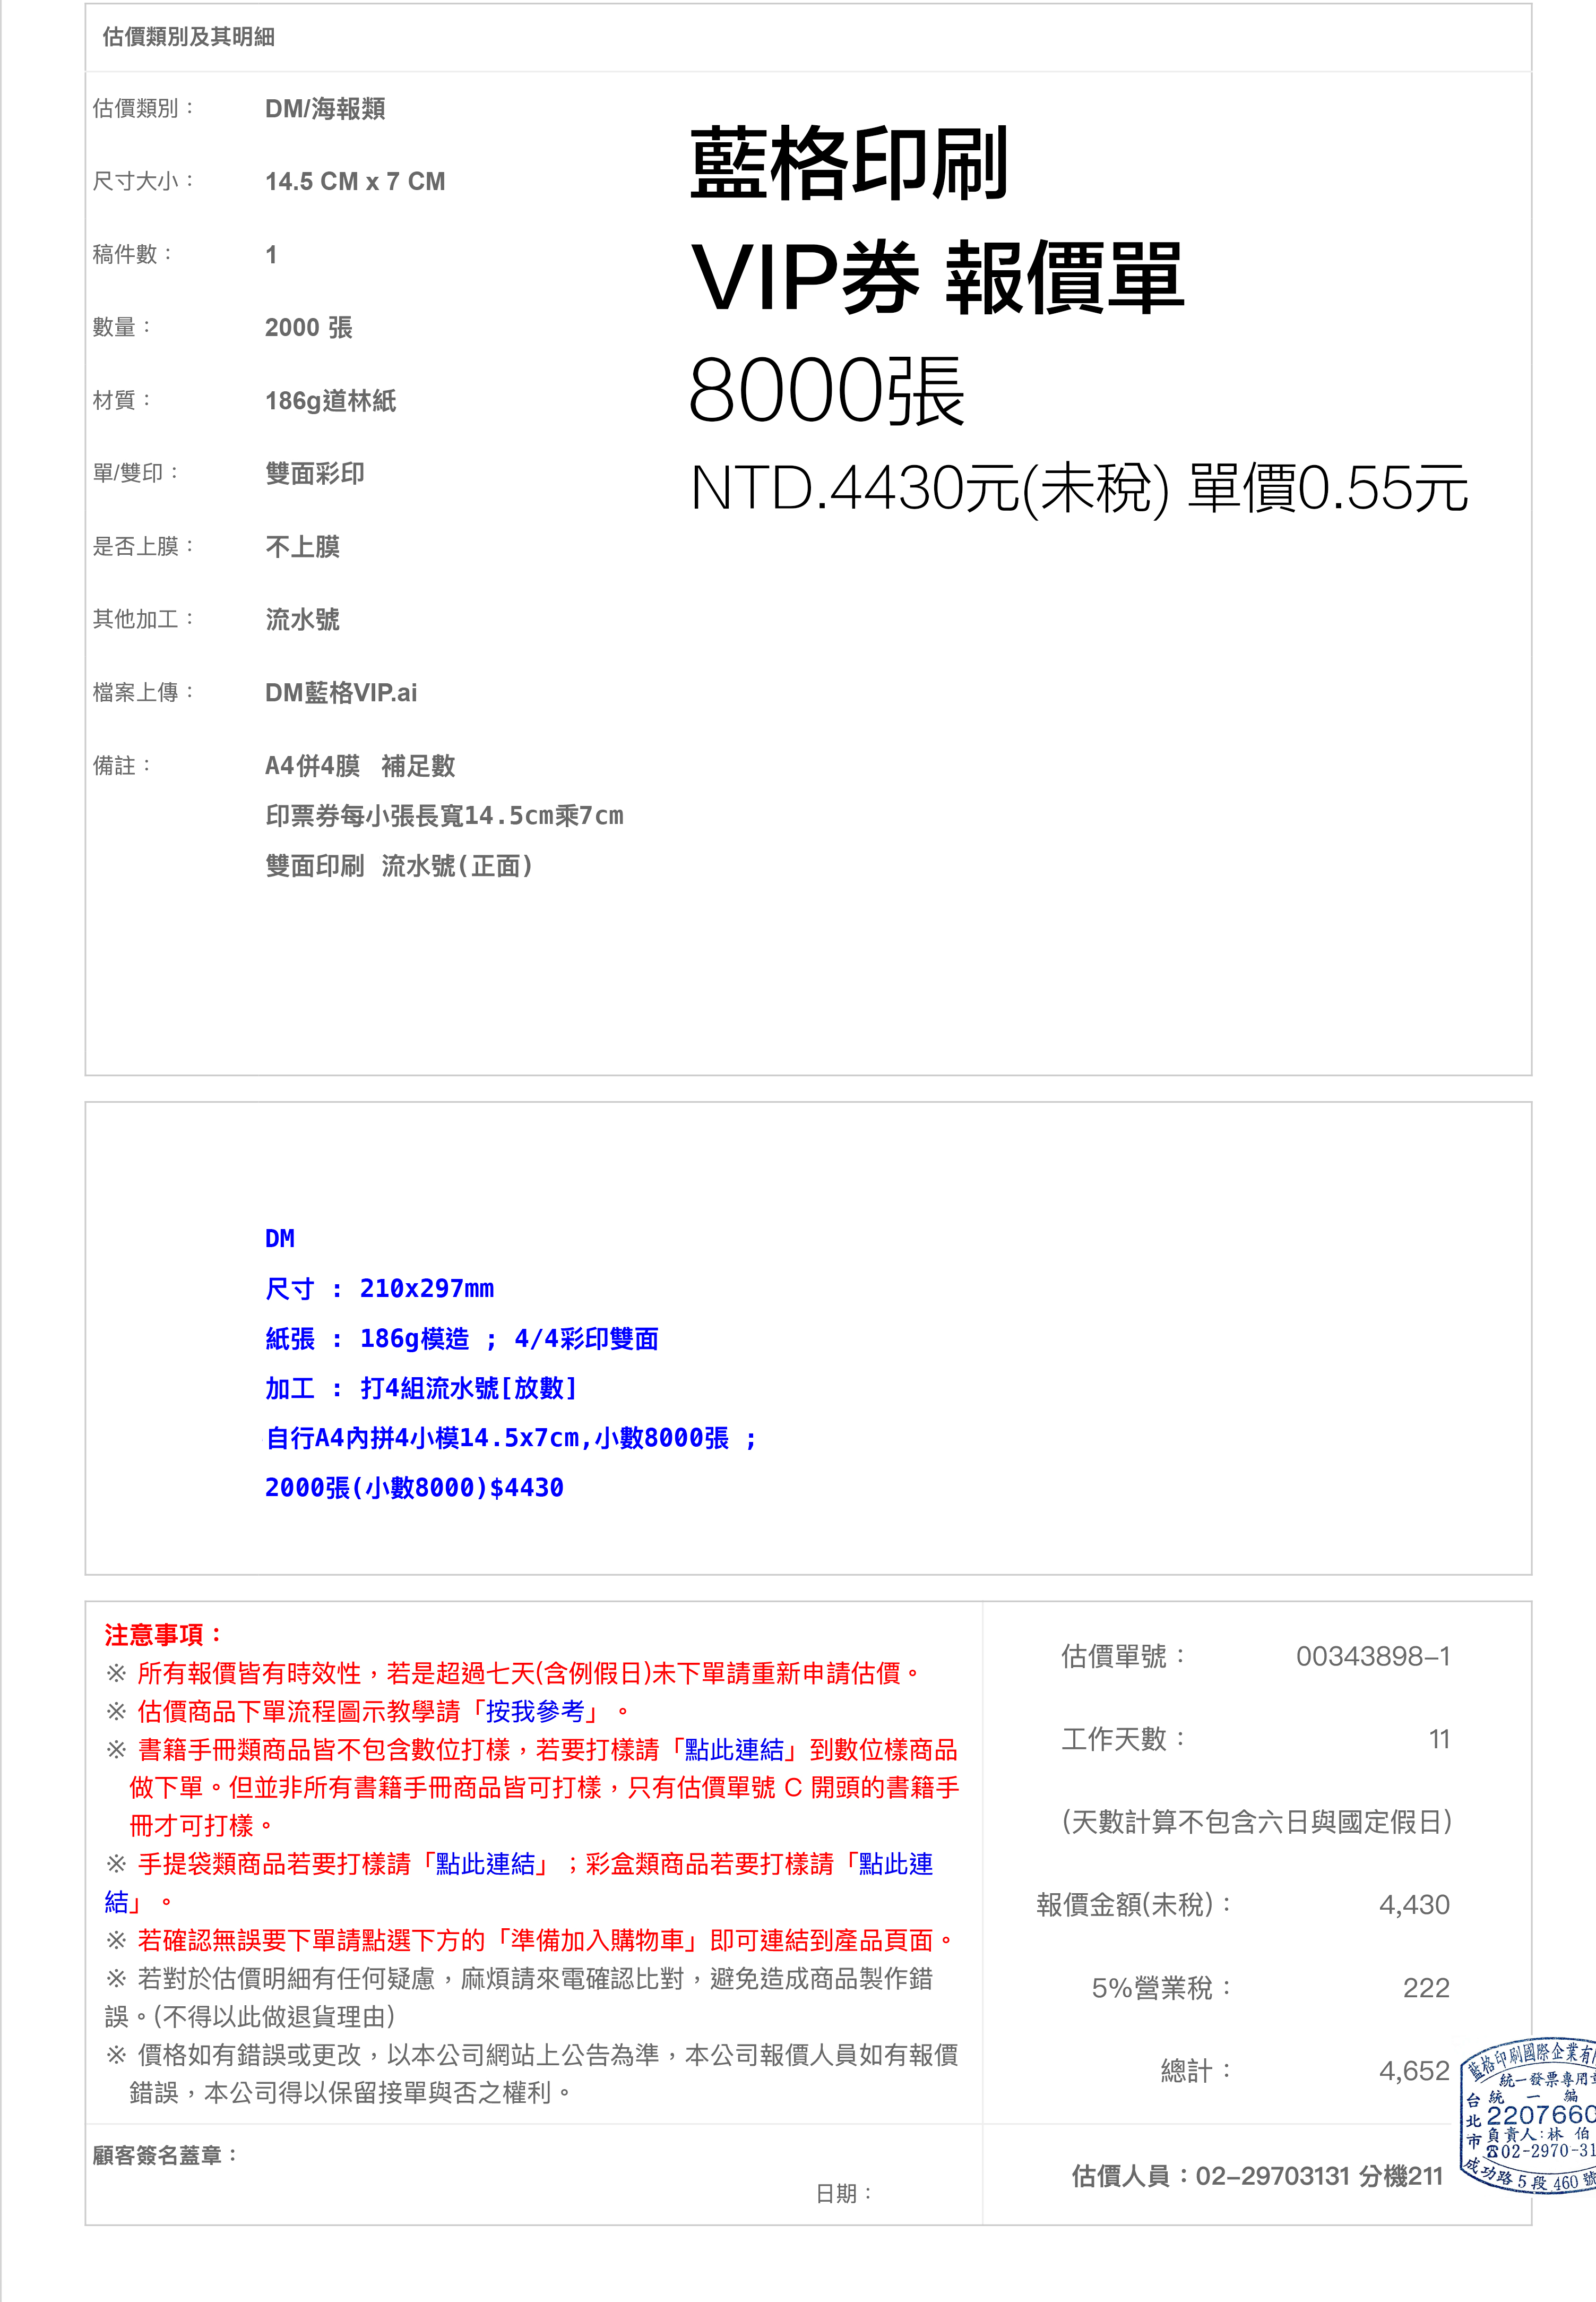 估價類別及其明細
估價類別：　DM/海報類
尺寸大小：　14.5 CM x 7 CM
稿件數：　1
數量：　2000 張
材質：　186g道林紙
單/雙印：　雙面彩印
是否上膜：　不上膜
其他加工：　流水號
檔案上傳：　DM藍格VIP.ai
備註：　A4併4膜 補足數
印票券每小張長寬14.5cm乘7cm
雙面印刷 流水號(正面)
藍格印刷
VIP券 報價單
8000張
NTD.4430元(未稅) 單價0.55元
DM
尺寸 : 210x297mm
紙張 : 186g模造 ; 4/4彩印雙面
加工 : 打4組流水號[放數]
自行A4內拼4小模14.5x7cm,小數8000張 ;
2000張(小數8000)$4430
注意事項：
※ 所有報價皆有時效性，若是超過七天(含例假日)未下單請重新申請估價。
※ 估價商品下單流程圖示教學請「按我參考」。
※ 書籍手冊類商品皆不包含數位打樣，若要打樣請「點此連結」到數位樣商品
做下單。但並非所有書籍手冊商品皆可打樣，只有估價單號 C 開頭的書籍手
冊才可打樣。
※ 手提袋類商品若要打樣請「點此連結」；彩盒類商品若要打樣請「點此連
結」。
※ 若確認無誤要下單請點選下方的「準備加入購物車」即可連結到產品頁面。
※ 若對於估價明細有任何疑慮，麻煩請來電確認比對，避免造成商品製作錯
誤。(不得以此做退貨理由)
※ 價格如有錯誤或更改，以本公司網站上公告為準，本公司報價人員如有報價
錯誤，本公司得以保留接單與否之權利。
估價單號：　00343898-1
工作天數：　11
(天數計算不包含六日與國定假日)
報價金額(未稅)：　4,430
5%營業稅：　222
總計：　4,652
顧客簽名蓋章：
日期：
估價人員：02-29703131 分機211
藍格印刷國際企業有
統一發票專用
統一編
2207660
負責人:林 伯
☎02-2970-31
台北市
成功路5段460號